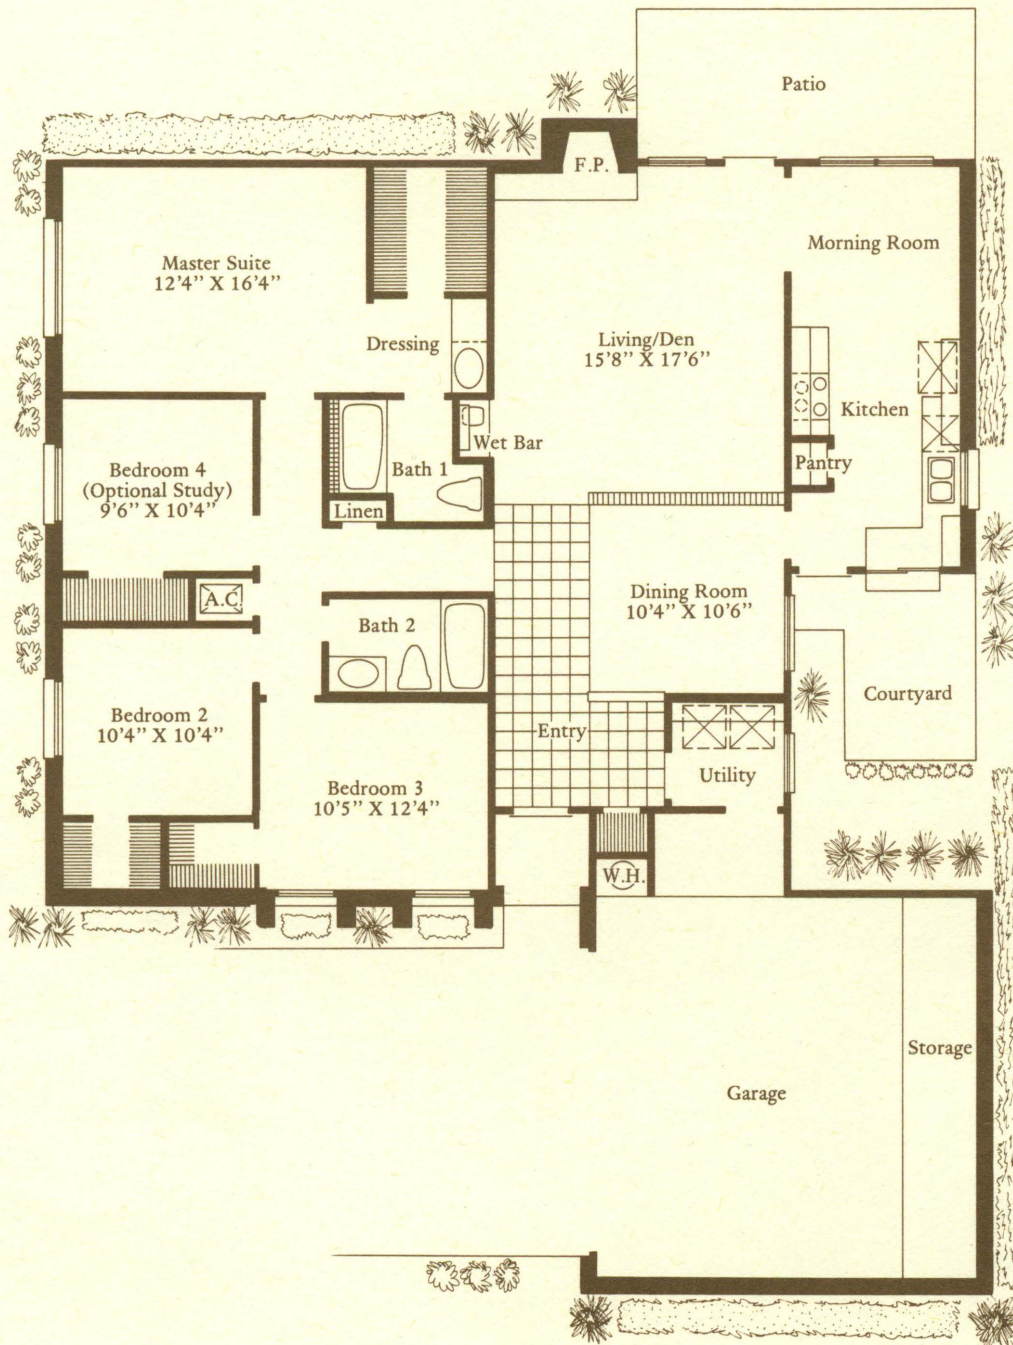 Patio
F.P.
Master Suite
12'4" X 16'4"
Morning Room
Dressing
Living/Den
15'8" X 17'6"
Kitchen
Wet Bar
Pantry
Bedroom 4
(Optional Study)
9'6" X 10'4"
Bath 1
Linen
A.C.
Bath 2
Dining Room
10'4" X 10'6"
Courtyard
Bedroom 2
10'4" X 10'4"
Entry
Utility
Bedroom 3
10'5" X 12'4"
W.H.
Storage
Garage